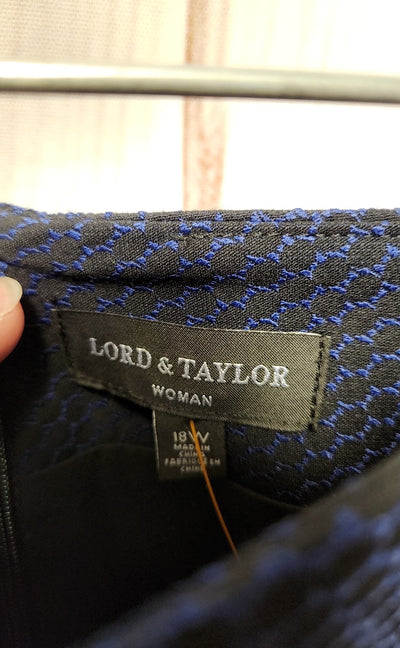 LORD & TAYLOR
WOMAN
18W
MADE IN
CHINA
FABRIQUÉ EN
CHINE